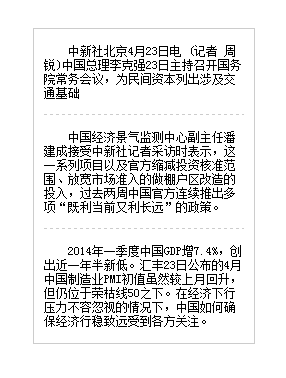 中新社北京4月23日电 (记者 周
锐)中国总理李克强23日主持召开国务
院常务会议，为民间资本列出涉及交
通基础
中国经济景气监测中心副主任潘
建成接受中新社记者采访时表示，这
一系列项目以及官方缩减投资核准范
围、放宽市场准入的做棚户区改造的
投入，过去两周中国官方连续推出多
项“既利当前又利长远”的政策。
2014年一季度中国GDP增7.4%，创
出近一年半新低。汇丰23日公布的4月
中国制造业PMI初值虽然较上月回升，
但仍位于荣枯线50之下。在经济下行
压力不容忽视的情况下，中国如何确
保经济行稳致远受到各方关注。